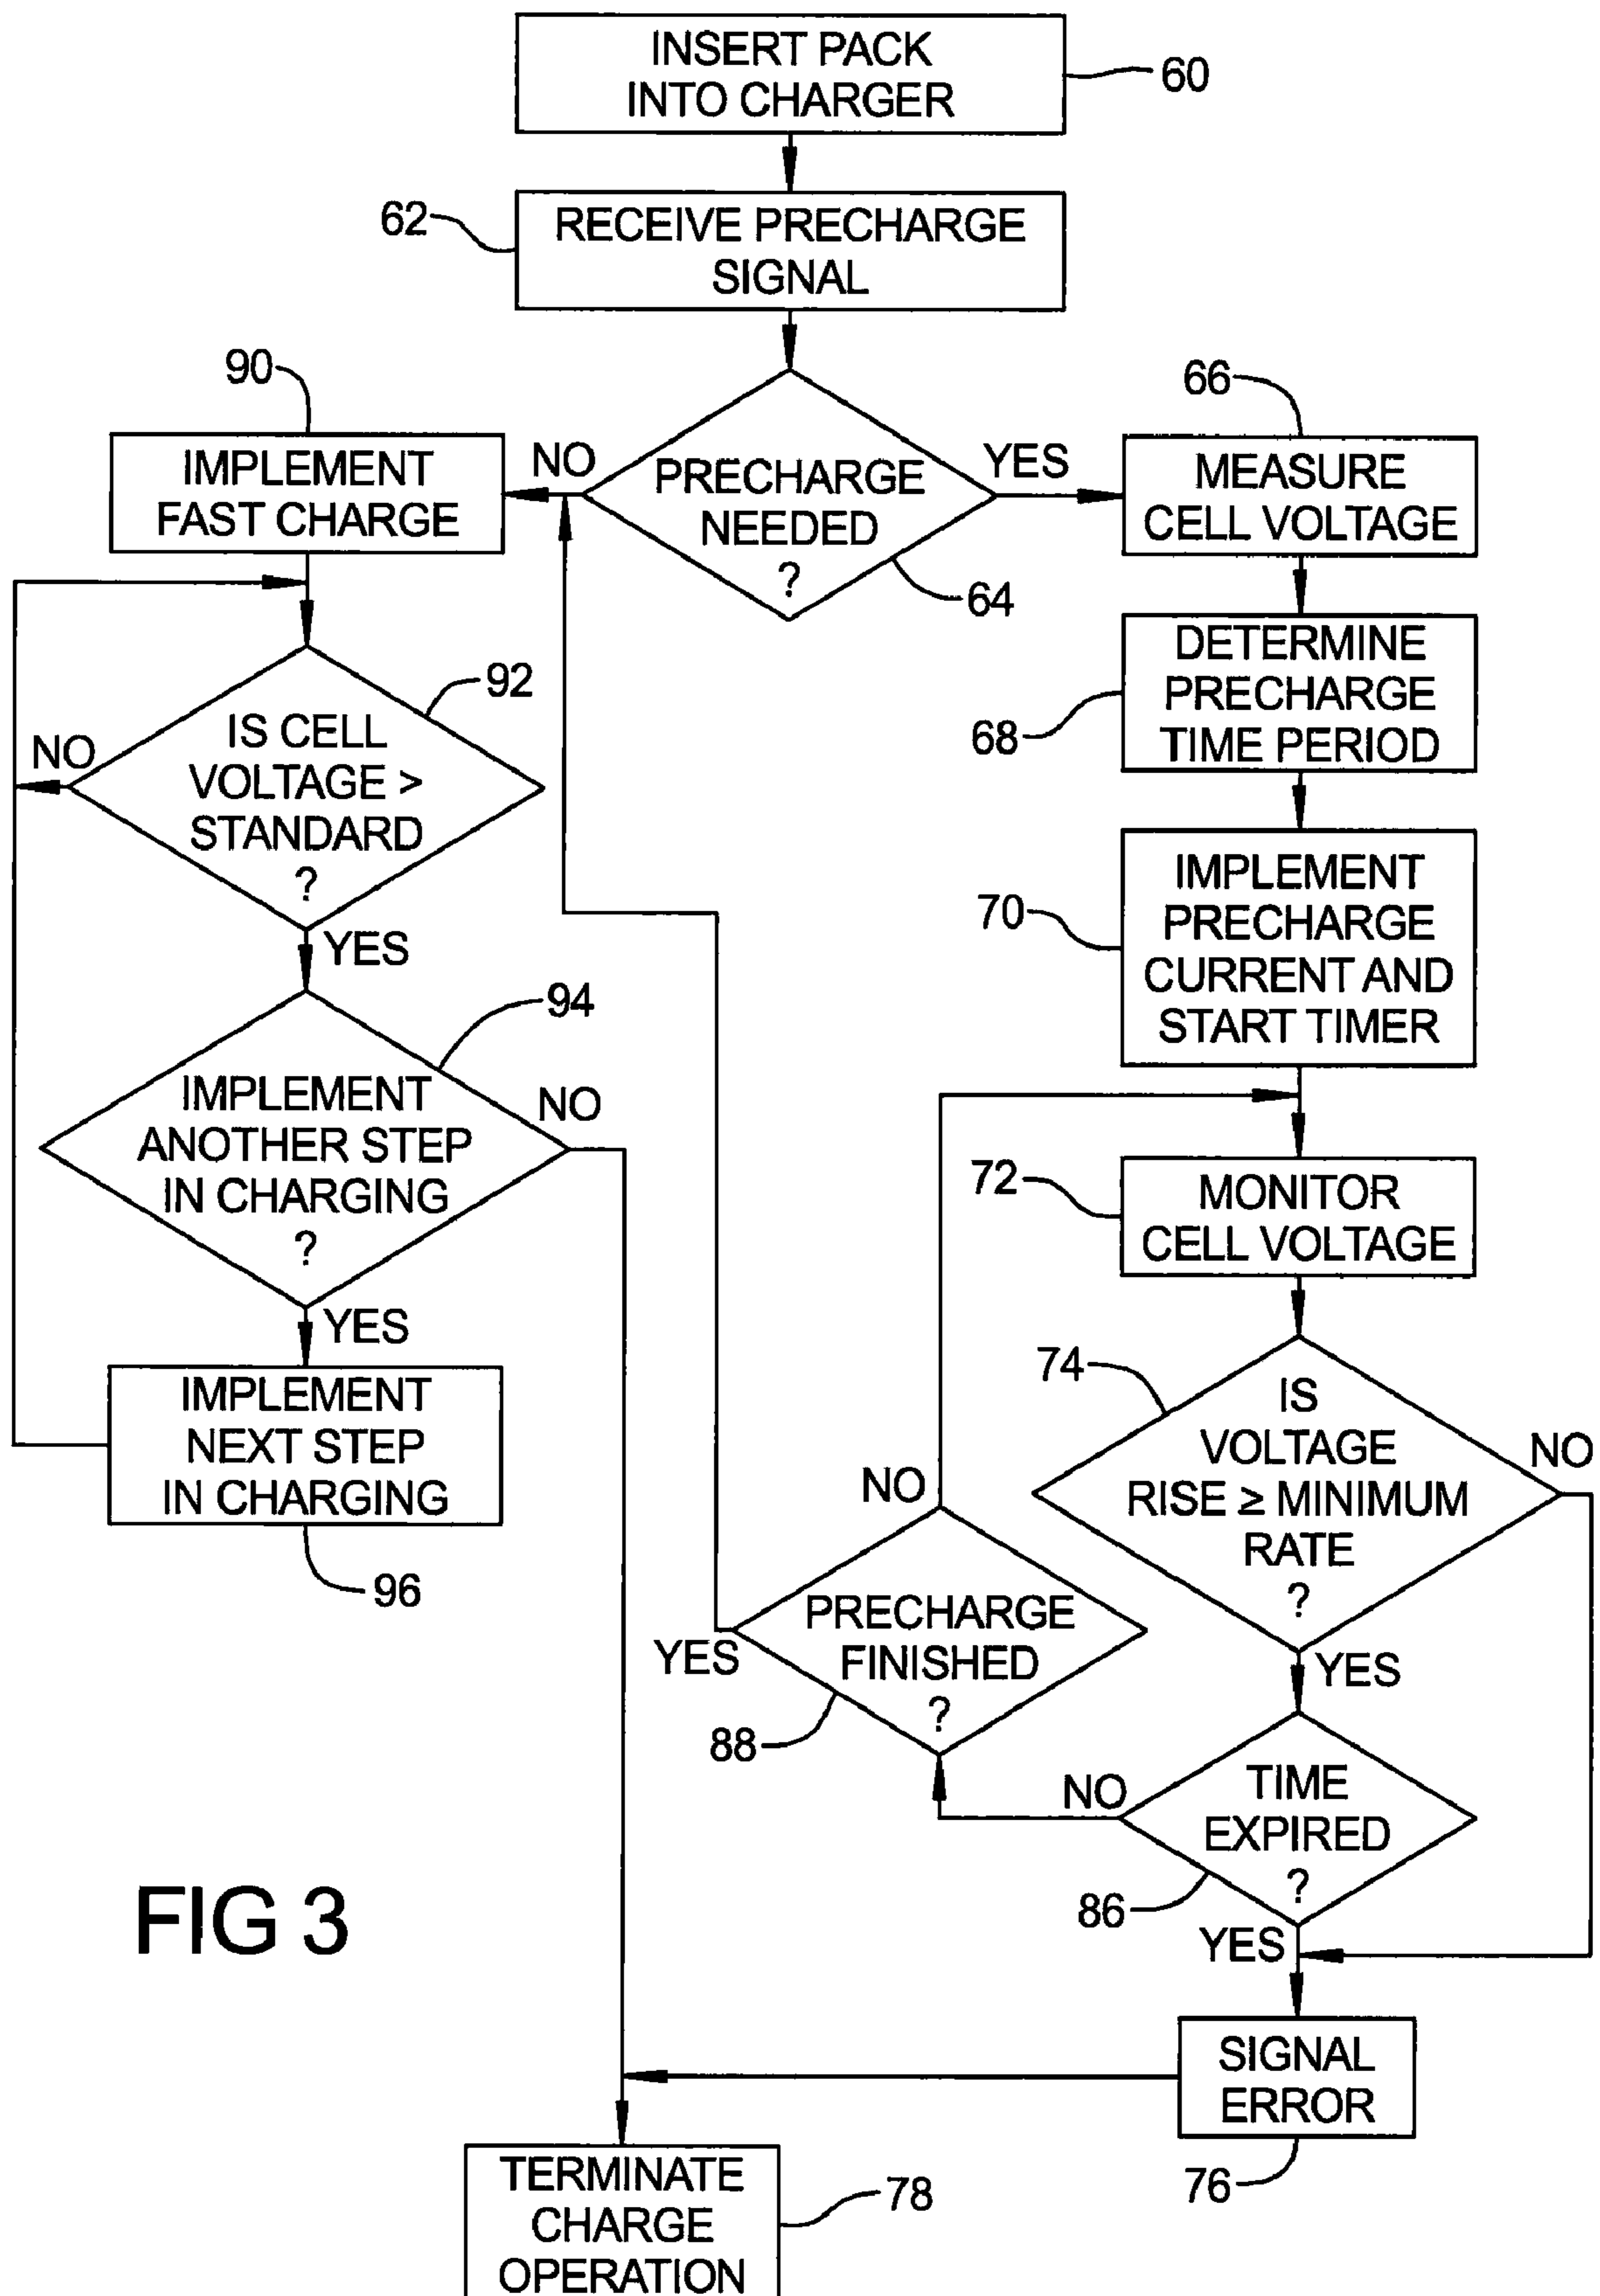 INSERT PACK
INTO CHARGER
60
62
RECEIVE PRECHARGE
SIGNAL
90
66
IMPLEMENT
FAST CHARGE
NO
PRECHARGE
NEEDED
?
YES
MEASURE
CELL VOLTAGE
64
92
DETERMINE
PRECHARGE
TIME PERIOD
68
NO
IS CELL
VOLTAGE >
STANDARD
?
YES
70
IMPLEMENT
PRECHARGE
CURRENT AND
START TIMER
94
IMPLEMENT
ANOTHER STEP
IN CHARGING
?
NO
YES
72
MONITOR
CELL VOLTAGE
IMPLEMENT
NEXT STEP
IN CHARGING
96
74
IS
VOLTAGE
RISE ≥ MINIMUM
RATE
?
NO
YES
NO
PRECHARGE
FINISHED
?
YES
88
NO
TIME
EXPIRED
?
86
YES
FIG 3
SIGNAL
ERROR
76
TERMINATE
CHARGE
OPERATION
78